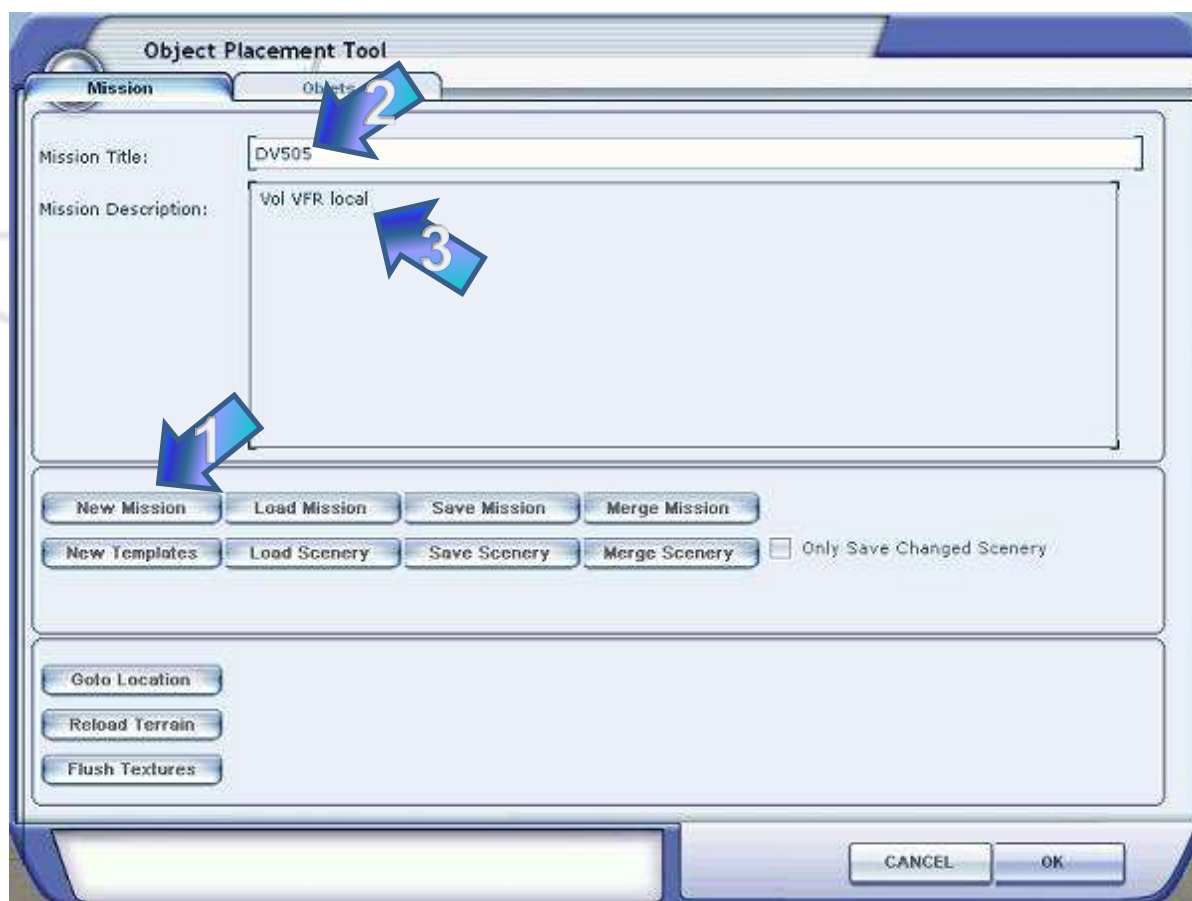 Object Placement Tool
Mission
2
Mission Title:
DV505
Mission Description:
Vol VFR local
3
1
New Mission Load Mission Save Mission Merge Mission
New Templates Load Scenery Save Scenery Merge Scenery Only Save Changed Scenery
Goto Location
Reload Terrain
Flush Textures
CANCEL OK